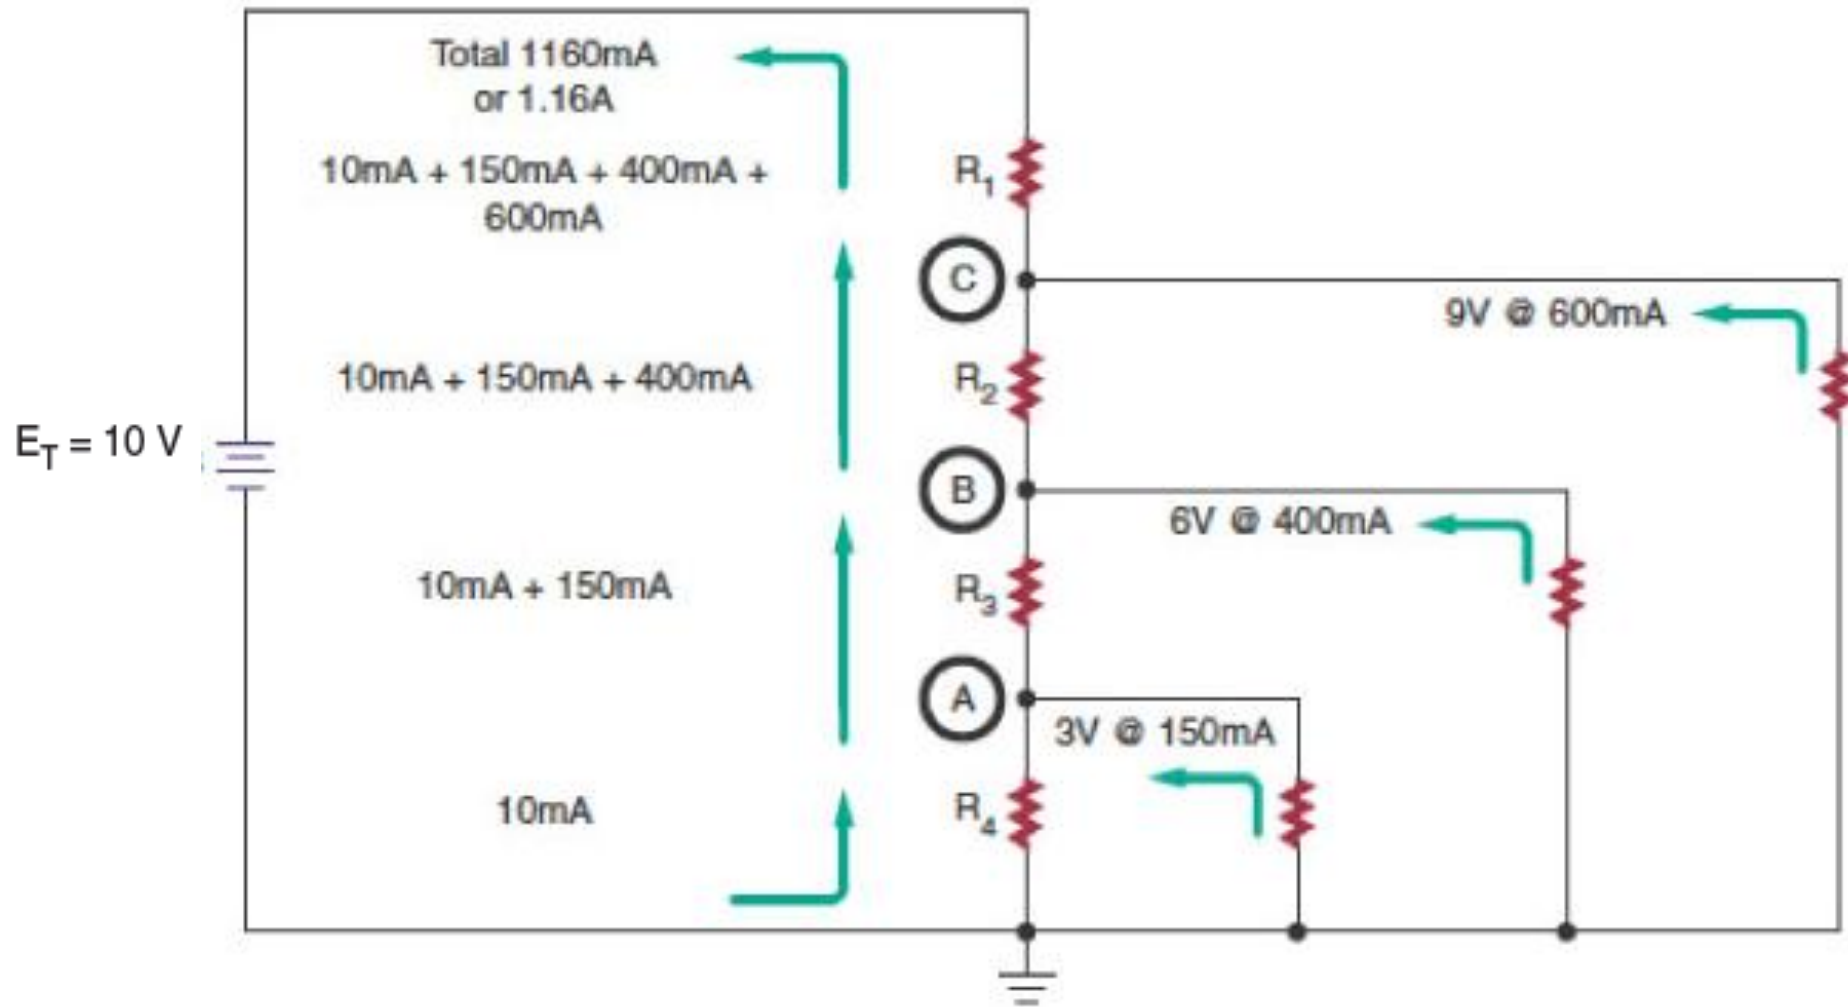 Total 1160mA
or 1.16A
10mA + 150mA + 400mA +
600mA
R1
C
9V @ 600mA
10mA + 150mA + 400mA
R2
ET = 10 V
B
6V @ 400mA
10mA + 150mA
R3
A
3V @ 150mA
10mA
R4